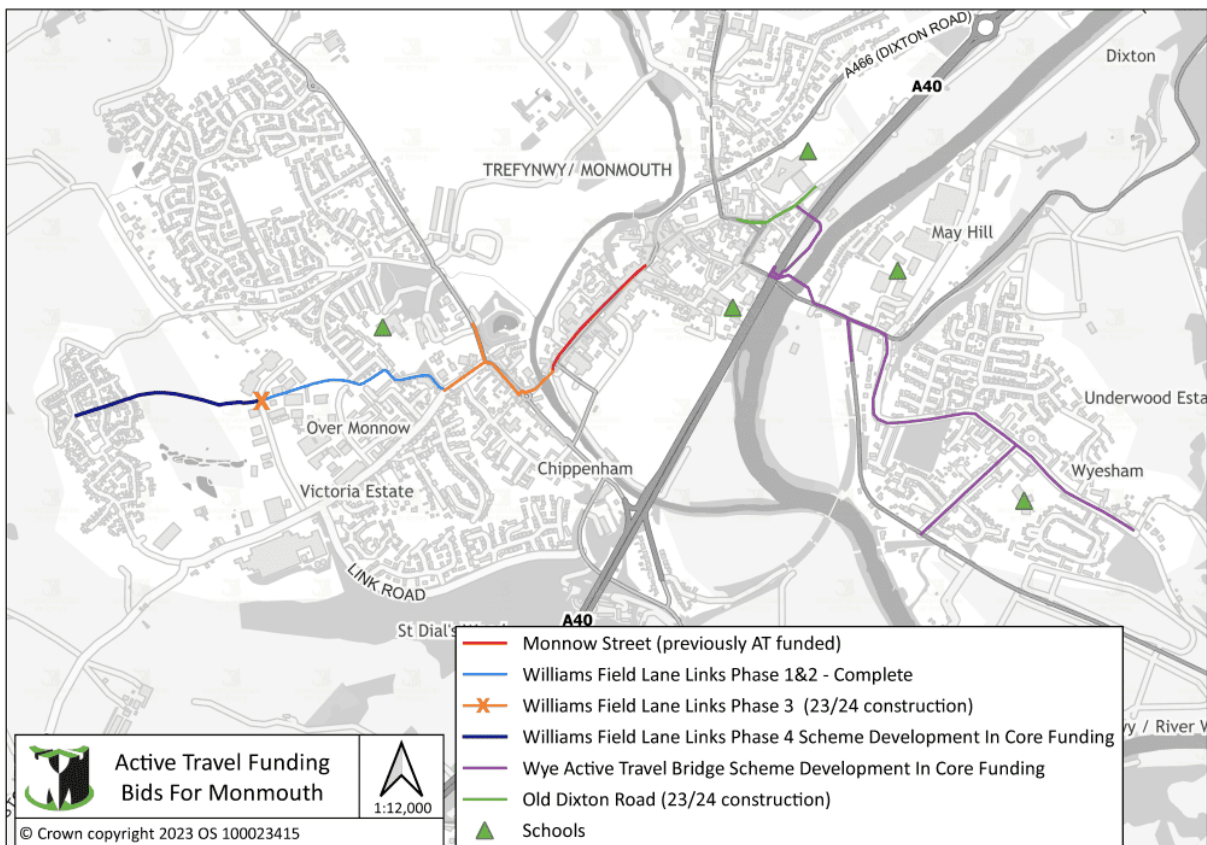 A466 (DIXTON ROAD)
Dixton
A40
TREFYNWY/ MONMOUTH
May Hill
Underwood Esta
Over Monnow
Wyesham
Chippenham
Victoria Estate
LINK ROAD
A40
St Dial's
Monnow Street (previously AT funded)
Williams Field Lane Links Phase 1&2 - Complete
Williams Field Lane Links Phase 3 (23/24 construction)
Williams Field Lane Links Phase 4 Scheme Development In Core Funding
Wye Active Travel Bridge Scheme Development In Core Funding
Old Dixton Road (23/24 construction)
Schools
vy / River W
Active Travel Funding
Bids For Monmouth
1:12,000
© Crown copyright 2023 OS 100023415